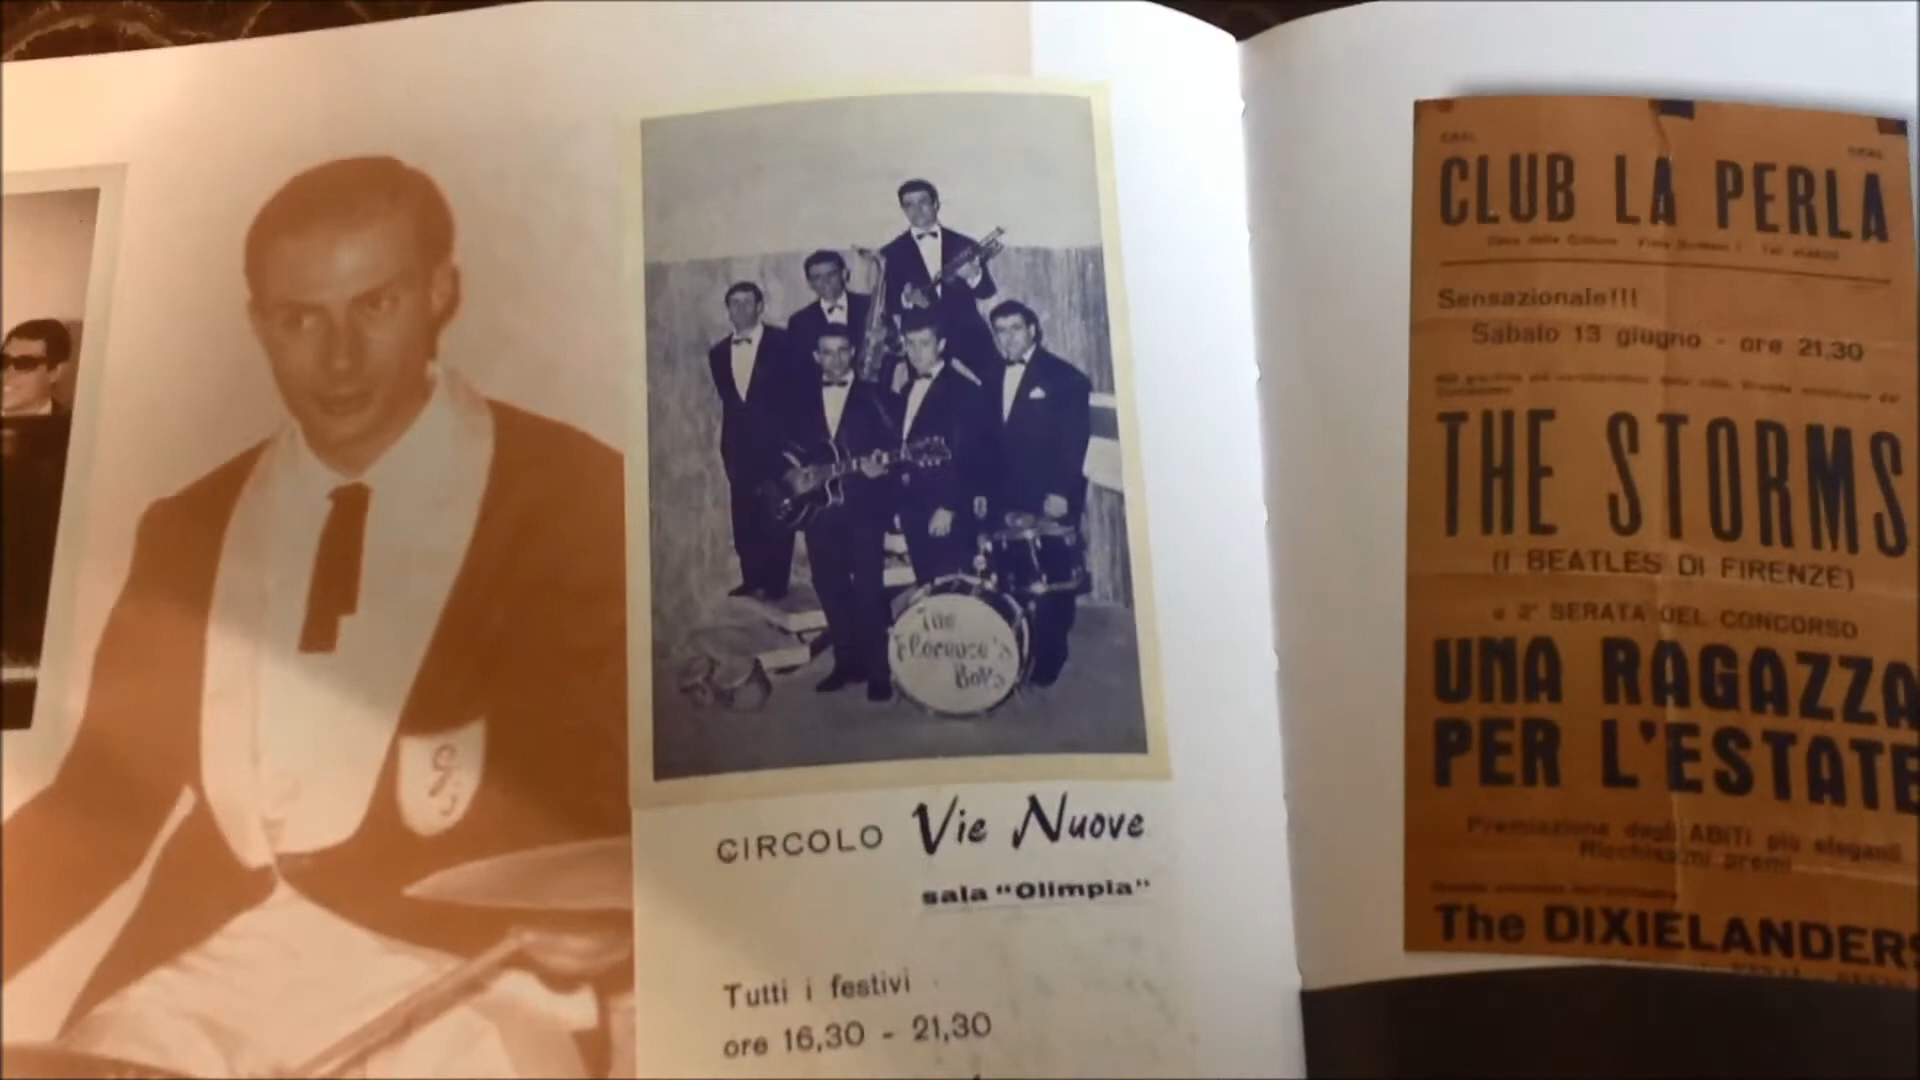 The
Florence's
Boys
CIRCOLO Vie Nuove
sala "Olimpia"
Tutti i festivi
ore 16,30 - 21,30
CLUB LA PERLA
Sensazionale!!!
Sabato 13 giugno - ore 21,30
THE STORMS
(I BEATLES DI FIRENZE)
e 2ª SERATA DEL CONCORSO
UNA RAGAZZA
PER L'ESTATE
Premiazione degli ABITI più eleganti
Ricchissimi premi
The DIXIELANDERS